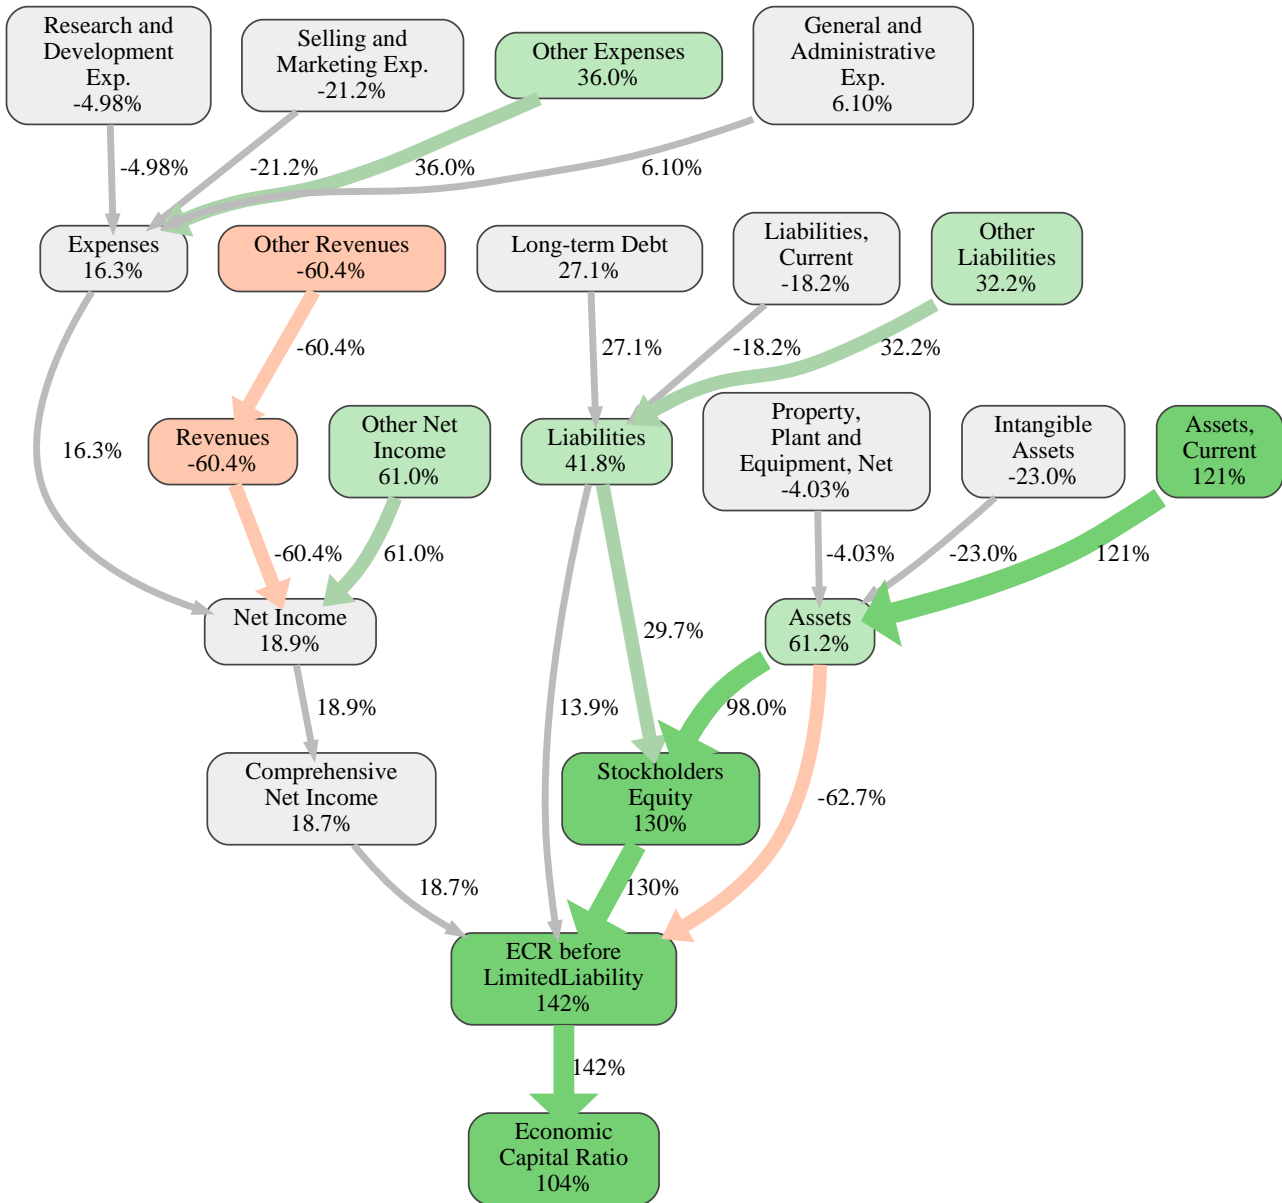 Research and
Development
Exp.
-4.98%
Selling and
Marketing Exp.
-21.2%
Other Expenses
36.0%
General and
Administrative
Exp.
6.10%
-4.98%
-21.2%
36.0%
6.10%
Expenses
16.3%
Other Revenues
-60.4%
Long-term Debt
27.1%
Liabilities,
Current
-18.2%
Other
Liabilities
32.2%
-60.4%
27.1%
-18.2%
32.2%
16.3%
Revenues
-60.4%
Other Net
Income
61.0%
Liabilities
41.8%
Property,
Plant and
Equipment, Net
-4.03%
Intangible
Assets
-23.0%
Assets,
Current
121%
-60.4%
61.0%
-4.03%
-23.0%
121%
Net Income
18.9%
29.7%
Assets
61.2%
18.9%
13.9%
98.0%
Comprehensive
Net Income
18.7%
Stockholders
Equity
130%
-62.7%
18.7%
130%
ECR before
LimitedLiability
142%
142%
Economic
Capital Ratio
104%